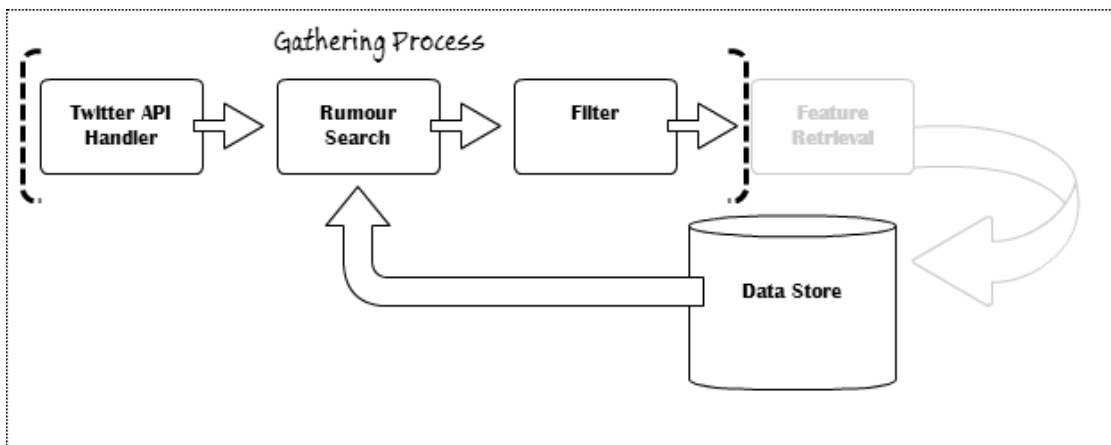 Gathering Process
Twitter API
Handler
Rumour
Search
Filter
Feature
Retrieval
Data Store